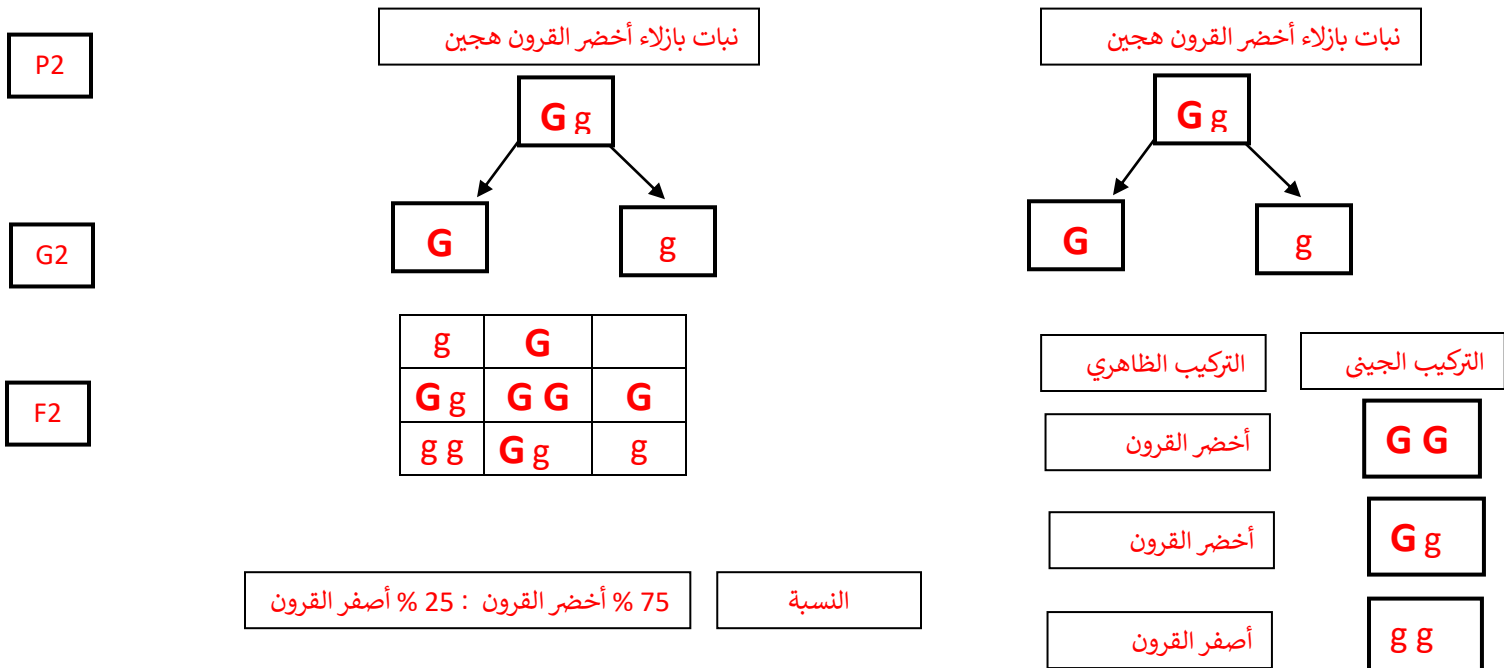 نبات بازلاء أخضر القرون هجين
نبات بازلاء أخضر القرون هجين
P2
G g
G g
G2
G
g
G
g
g G
G g G G G
g g G g g
F2
التركيب الجينى
التركيب الظاهري
G G
أخضر القرون
G g
أخضر القرون
g g
أصفر القرون
النسبة
75 % أخضر القرون : 25 % أصفر القرون